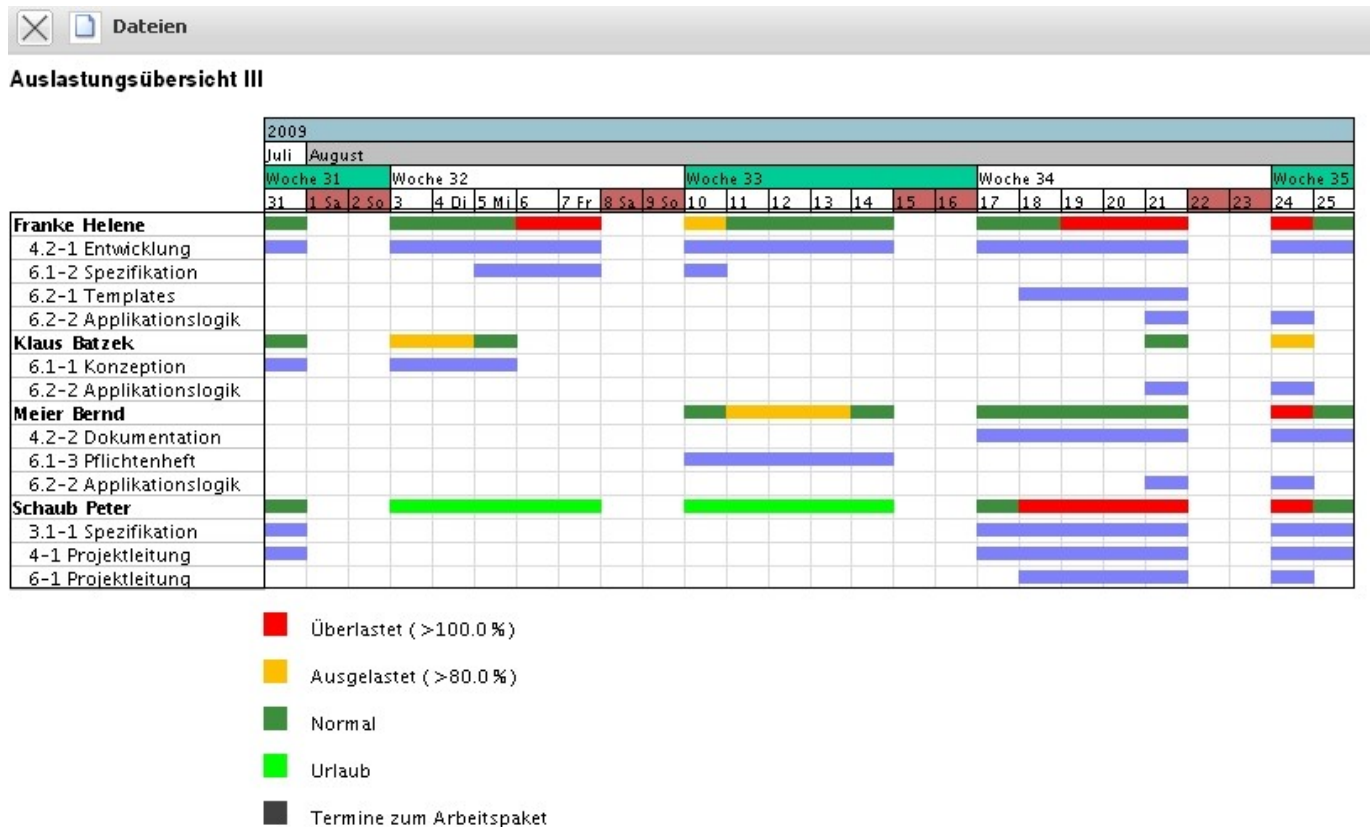 Dateien
Auslastungsübersicht III
2009
Juli August
Woche 31 Woche 32 Woche 33 Woche 34 Woche 35
31 1 Sa 2 So 3 4 Di 5 Mi 6 7 Fr 8 Sa 9 So 10 11 12 13 14 15 16 17 18 19 20 21 22 23 24 25
Franke Helene
4.2-1 Entwicklung
6.1-2 Spezifikation
6.2-1 Templates
6.2-2 Applikationslogik
Klaus Batzek
6.1-1 Konzeption
6.2-2 Applikationslogik
Meier Bernd
4.2-2 Dokumentation
6.1-3 Pflichtenheft
6.2-2 Applikationslogik
Schaub Peter
3.1-1 Spezifikation
4-1 Projektleitung
6-1 Projektleitung
Überlastet (>100.0%)
Ausgelastet (>80.0%)
Normal
Urlaub
Termine zum Arbeitspaket